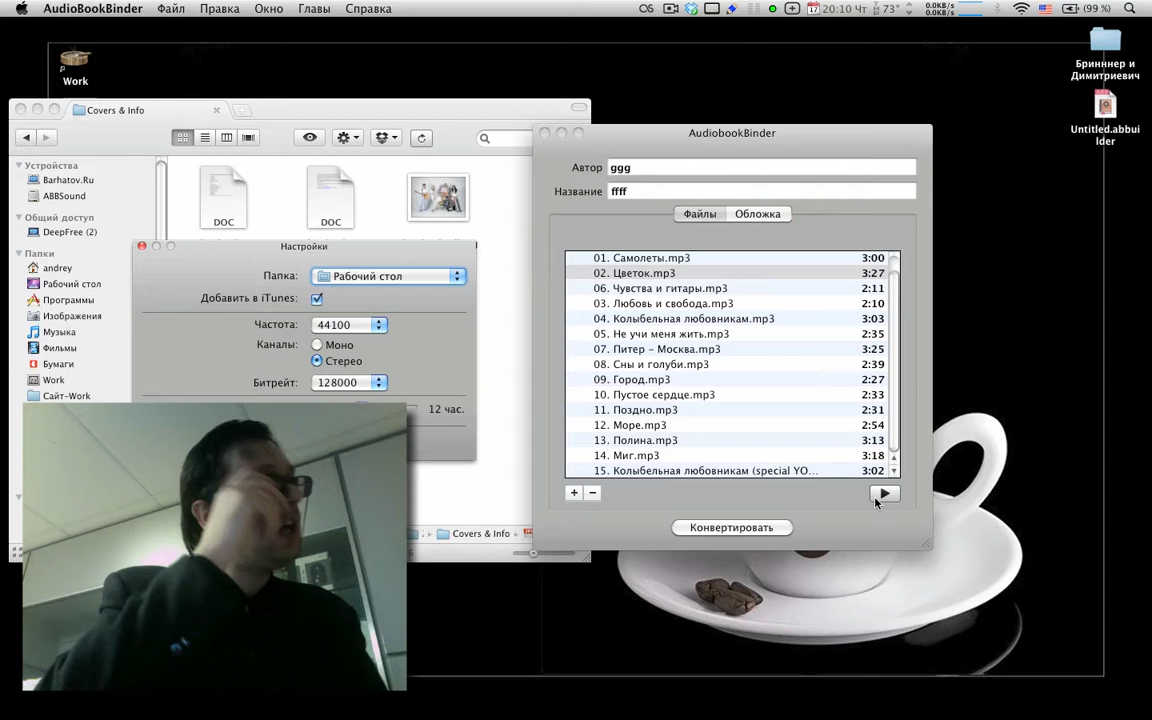 AudioBookBinder Файл Правка Окно Главы Справка
0.0KB/s
0.0KB/s
17 20:10 Чт 73° (99 %)
Work
Бринннер и
Димитриевич
Untitled.abbui
lder
Covers & Info
Устройства
Barhatov.Ru
ABBSound
Общий доступ
DeepFree (2)
Папки
andrey
Рабочий стол
Программы
Изображения
Музыка
Фильмы
Бумаги
Work
Сайт-Work
DOC
DOC
Covers & Info
Настройки
Папка: Рабочий стол
Добавить в iTunes:
Частота: 44100
Каналы: Моно
Стерео
Битрейт: 128000
12 час.
AudiobookBinder
Автор ggg
Название ffff
Файлы Обложка
01. Самолеты.mp3 3:00
02. Цветок.mp3 3:27
06. Чувства и гитары.mp3 2:11
03. Любовь и свобода.mp3 2:10
04. Колыбельная любовникам.mp3 3:03
05. Не учи меня жить.mp3 2:35
07. Питер – Москва.mp3 3:25
08. Сны и голуби.mp3 2:39
09. Город.mp3 2:27
10. Пустое сердце.mp3 2:33
11. Поздно.mp3 2:31
12. Море.mp3 2:54
13. Полина.mp3 3:13
14. Миг.mp3 3:18
15. Колыбельная любовникам (special YO... 3:02
+ −
Конвертировать